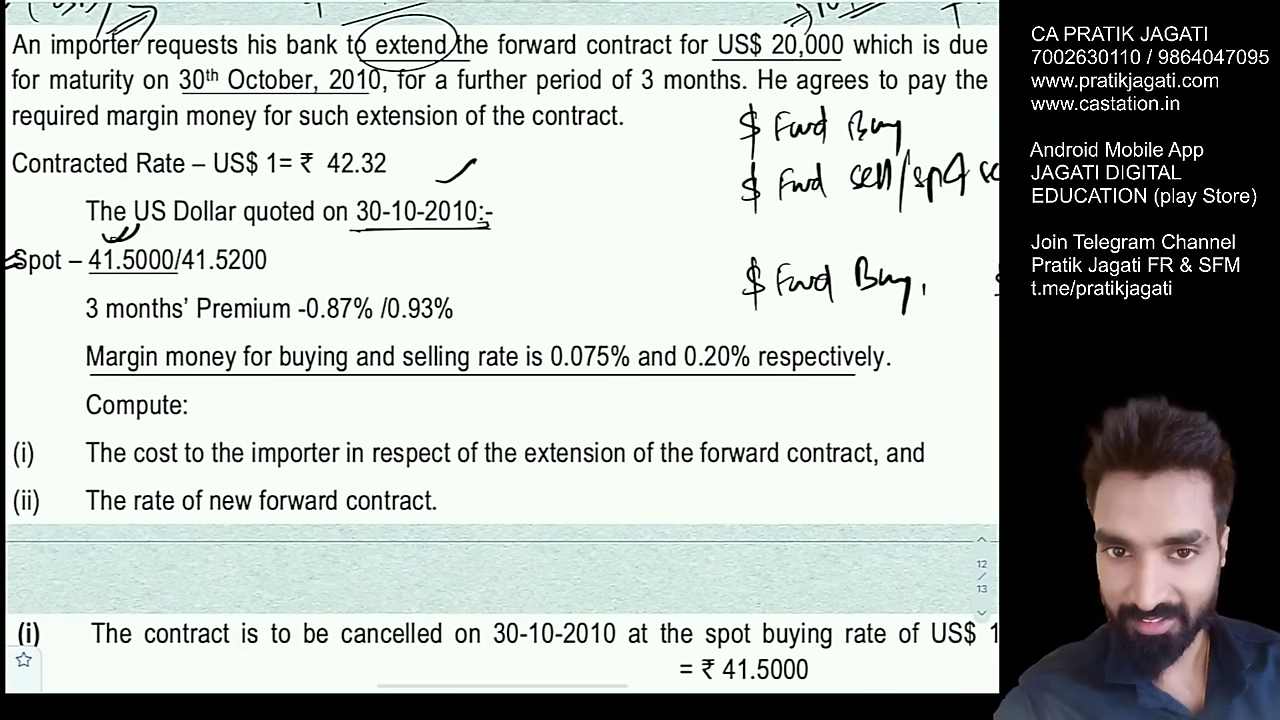 An importer requests his bank to extend the forward contract for US$ 20,000 which is due
for maturity on 30th October, 2010, for a further period of 3 months. He agrees to pay the
required margin money for such extension of the contract.
$ Fwd Buy
Contracted Rate – US$ 1= ₹ 42.32
$ Fwd sell/spot
The US Dollar quoted on 30-10-2010:-
Spot – 41.5000/41.5200
$ Fwd Buy,
3 months' Premium -0.87% /0.93%
Margin money for buying and selling rate is 0.075% and 0.20% respectively.
Compute:
(i) The cost to the importer in respect of the extension of the forward contract, and
(ii) The rate of new forward contract.
12
/
13
(i) The contract is to be cancelled on 30-10-2010 at the spot buying rate of US$ 1
= ₹ 41.5000
CA PRATIK JAGATI
7002630110 / 9864047095
www.pratikjagati.com
www.castation.in
Android Mobile App
JAGATI DIGITAL
EDUCATION (play Store)
Join Telegram Channel
Pratik Jagati FR & SFM
t.me/pratikjagati